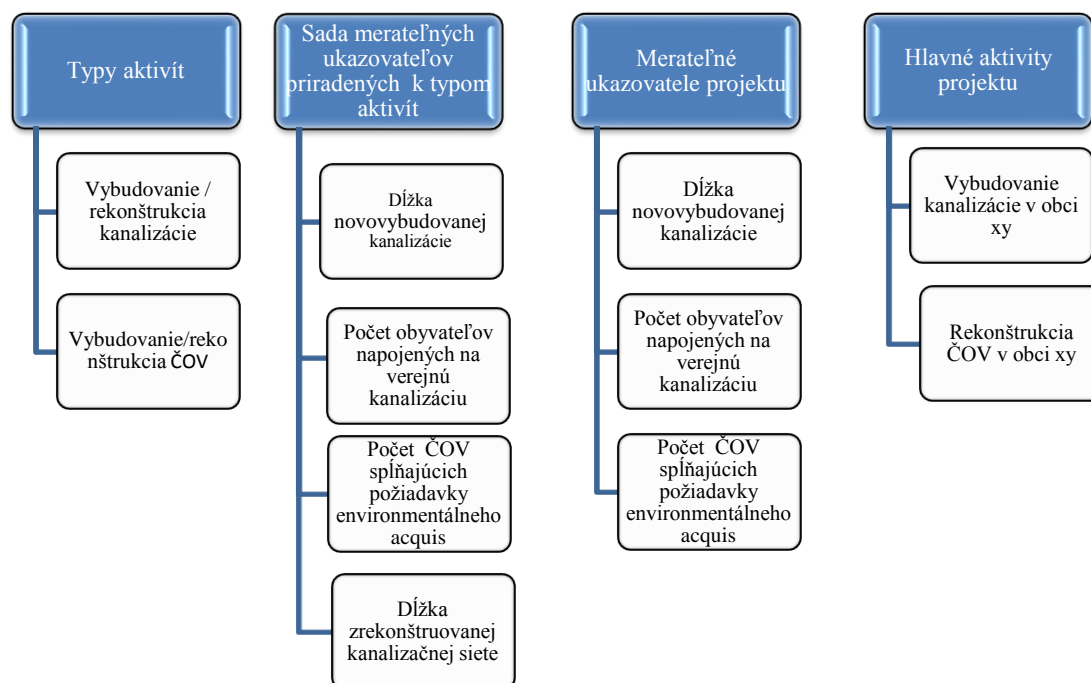 Typy aktivít
Vybudovanie /
rekonštrukcia
kanalizácie
Vybudovanie/reko
nštrukcia ČOV
Sada merateľných
ukazovateľov
priradených k typom
aktivít
Dĺžka
novovybudovanej
kanalizácie
Počet obyvateľov
napojených na
verejnú
kanalizáciu
Počet ČOV
spĺňajúcich
požiadavky
environmentálneho
acquis
Dĺžka
zrekonštruovanej
kanalizačnej siete
Merateľné
ukazovatele projektu
Dĺžka
novovybudovanej
kanalizácie
Počet obyvateľov
napojených na
verejnú
kanalizáciu
Počet ČOV
spĺňajúcich
požiadavky
environmentálneho
acquis
Hlavné aktivity
projektu
Vybudovanie
kanalizácie v obci
xy
Rekonštrukcia
ČOV v obci xy